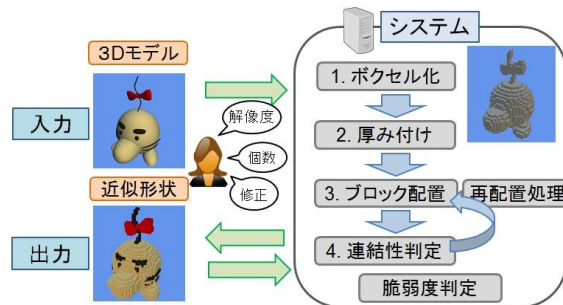 3Dモデル
入力
解像度
個数
修正
近似形状
出力
システム
1. ボクセル化
2. 厚み付け
3. ブロック配置
再配置処理
4. 連結性判定
脆弱度判定